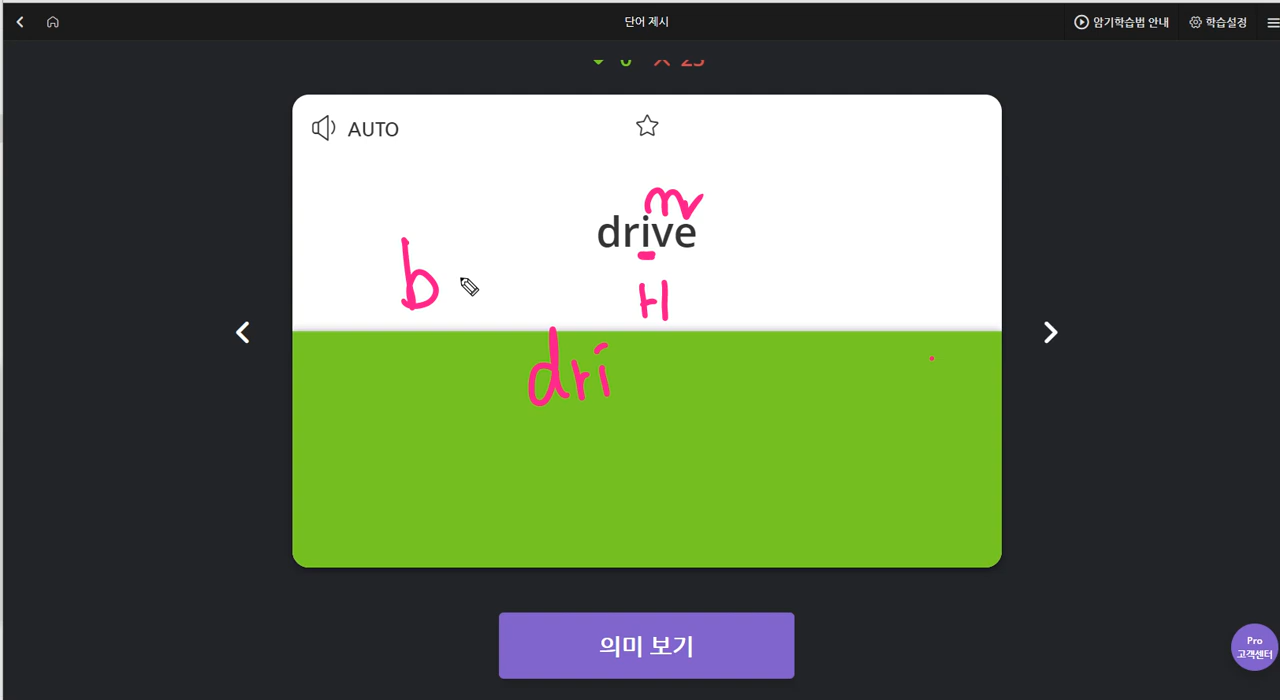 단어 제시
암기학습법 안내
학습설정
AUTO
drive
b
dri
의미 보기
Pro
고객센터